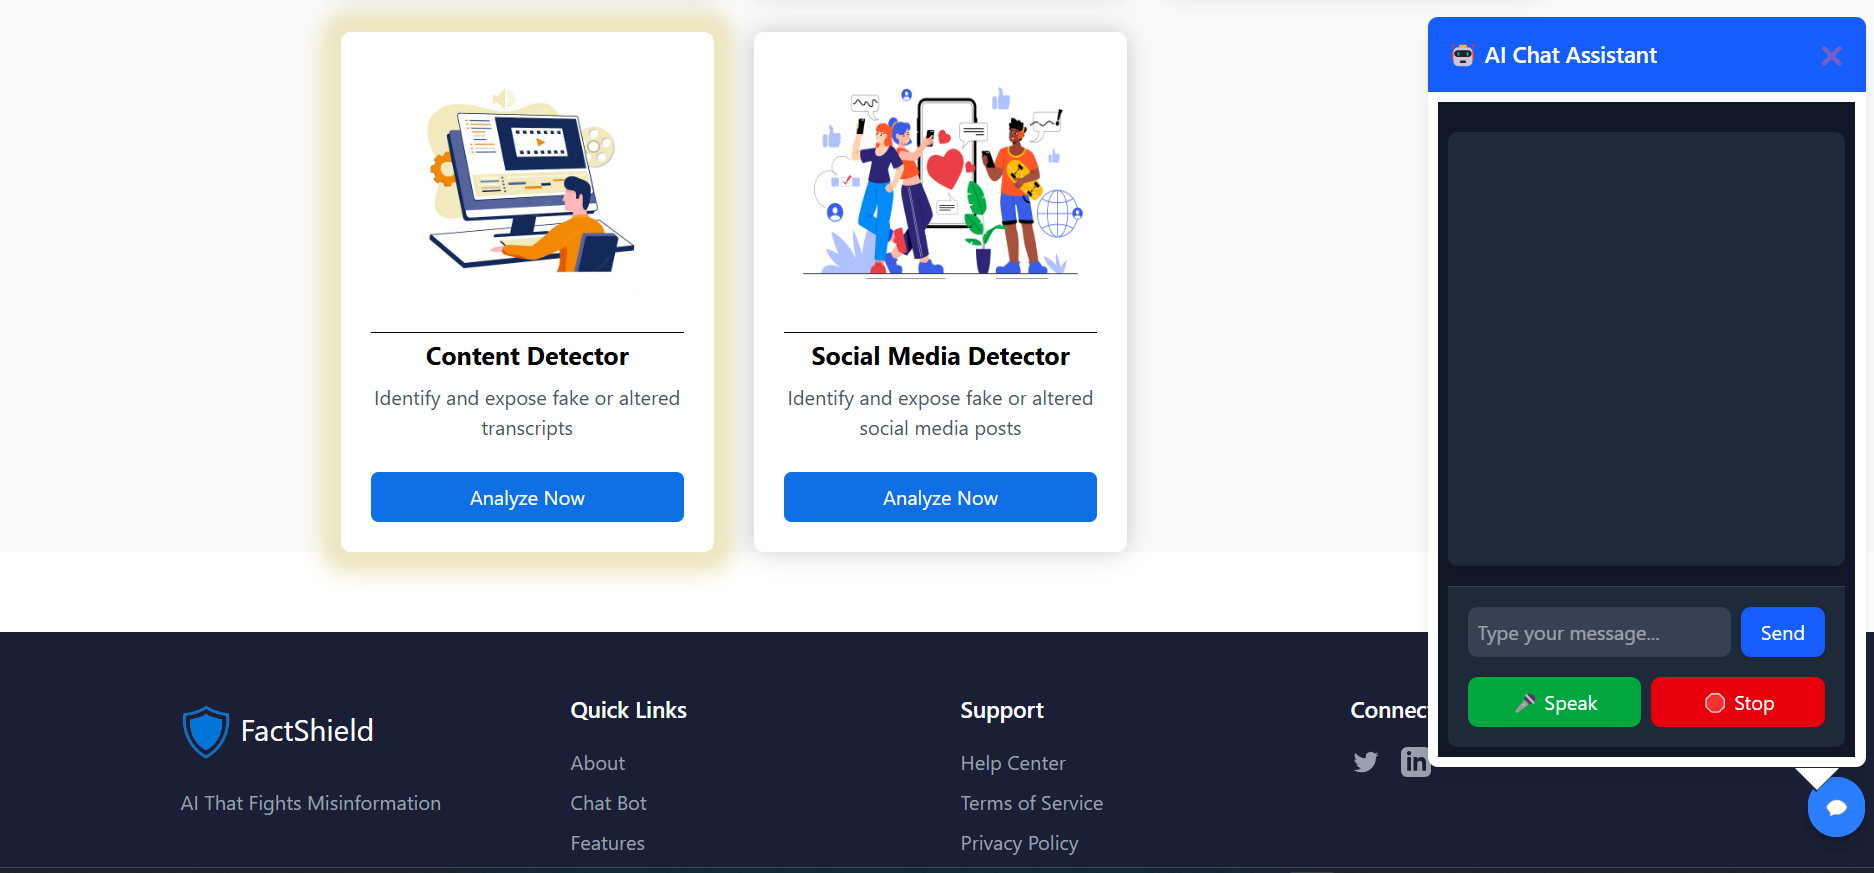 Content Detector
Identify and expose fake or altered
transcripts
Analyze Now
Social Media Detector
Identify and expose fake or altered
social media posts
Analyze Now
AI Chat Assistant
Type your message...
Send
Speak
Stop
FactShield
AI That Fights Misinformation
Quick Links
About
Chat Bot
Features
Support
Help Center
Terms of Service
Privacy Policy
Connec
in